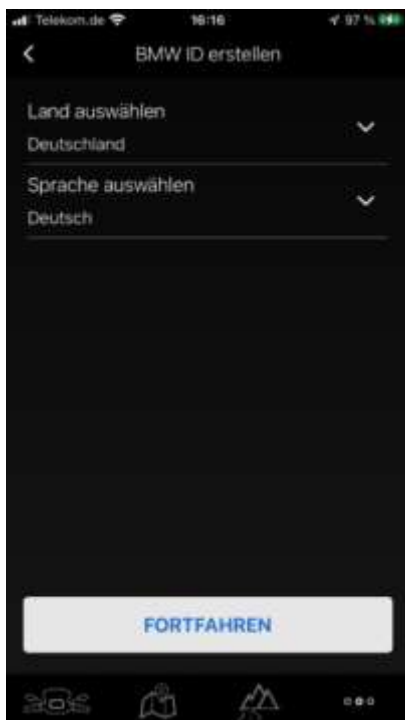 Telekom.de 16:16 97 %
BMW ID erstellen
Land auswählen
Deutschland
Sprache auswählen
Deutsch
FORTFAHREN